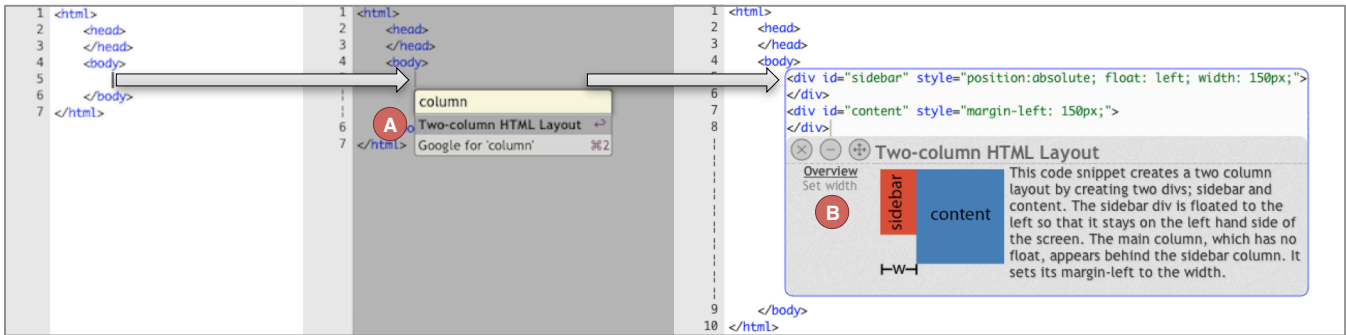 1 <html>
2 <head>
3 </head>
4 <body>
5
6 </body>
7 </html>
1 <html>
2 <head>
3 </head>
4 <body>
column
A
Two-column HTML Layout ↩
6
7 </html>
Google for 'column' ⌘2
1 <html>
2 <head>
3 </head>
4 <body>
<div id="sidebar" style="position:absolute; float: left; width: 150px;">
6 </div>
7 <div id="content" style="margin-left: 150px;">
8 </div>
Two-column HTML Layout
Overview
Set width
B
sidebar
content
w
This code snippet creates a two column
layout by creating two divs; sidebar and
content. The sidebar div is floated to the
left so that it stays on the left hand side of
the screen. The main column, which has no
float, appears behind the sidebar column. It
sets its margin-left to the width.
9 </body>
10 </html>